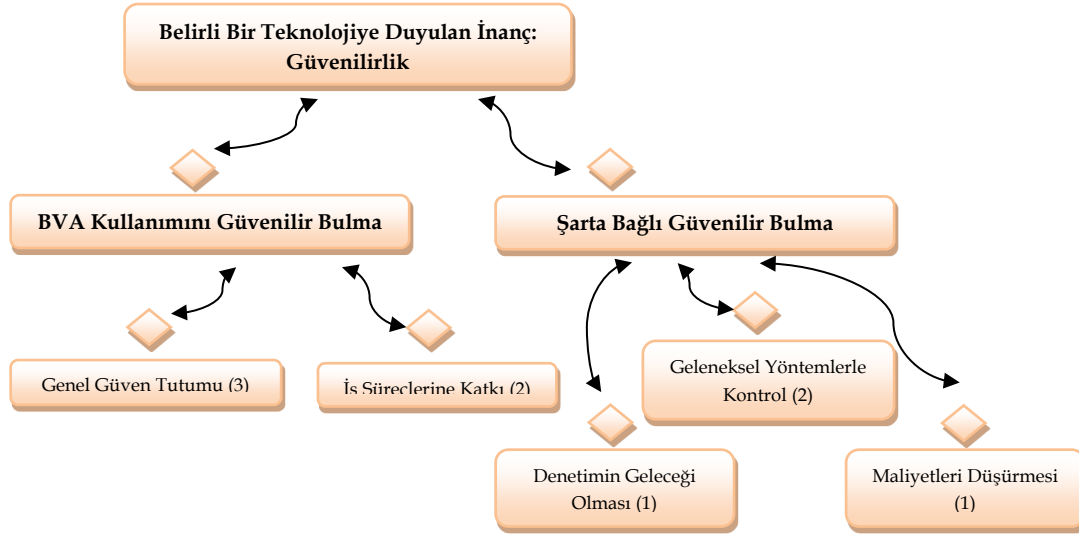 Belirli Bir Teknolojiye Duyulan İnanç:
Güvenilirlik
BVA Kullanımını Güvenilir Bulma
Şarta Bağlı Güvenilir Bulma
Genel Güven Tutumu (3)
İş Süreçlerine Katkı (2)
Geleneksel Yöntemlerle
Kontrol (2)
Denetimin Geleceği
Olması (1)
Maliyetleri Düşürmesi
(1)